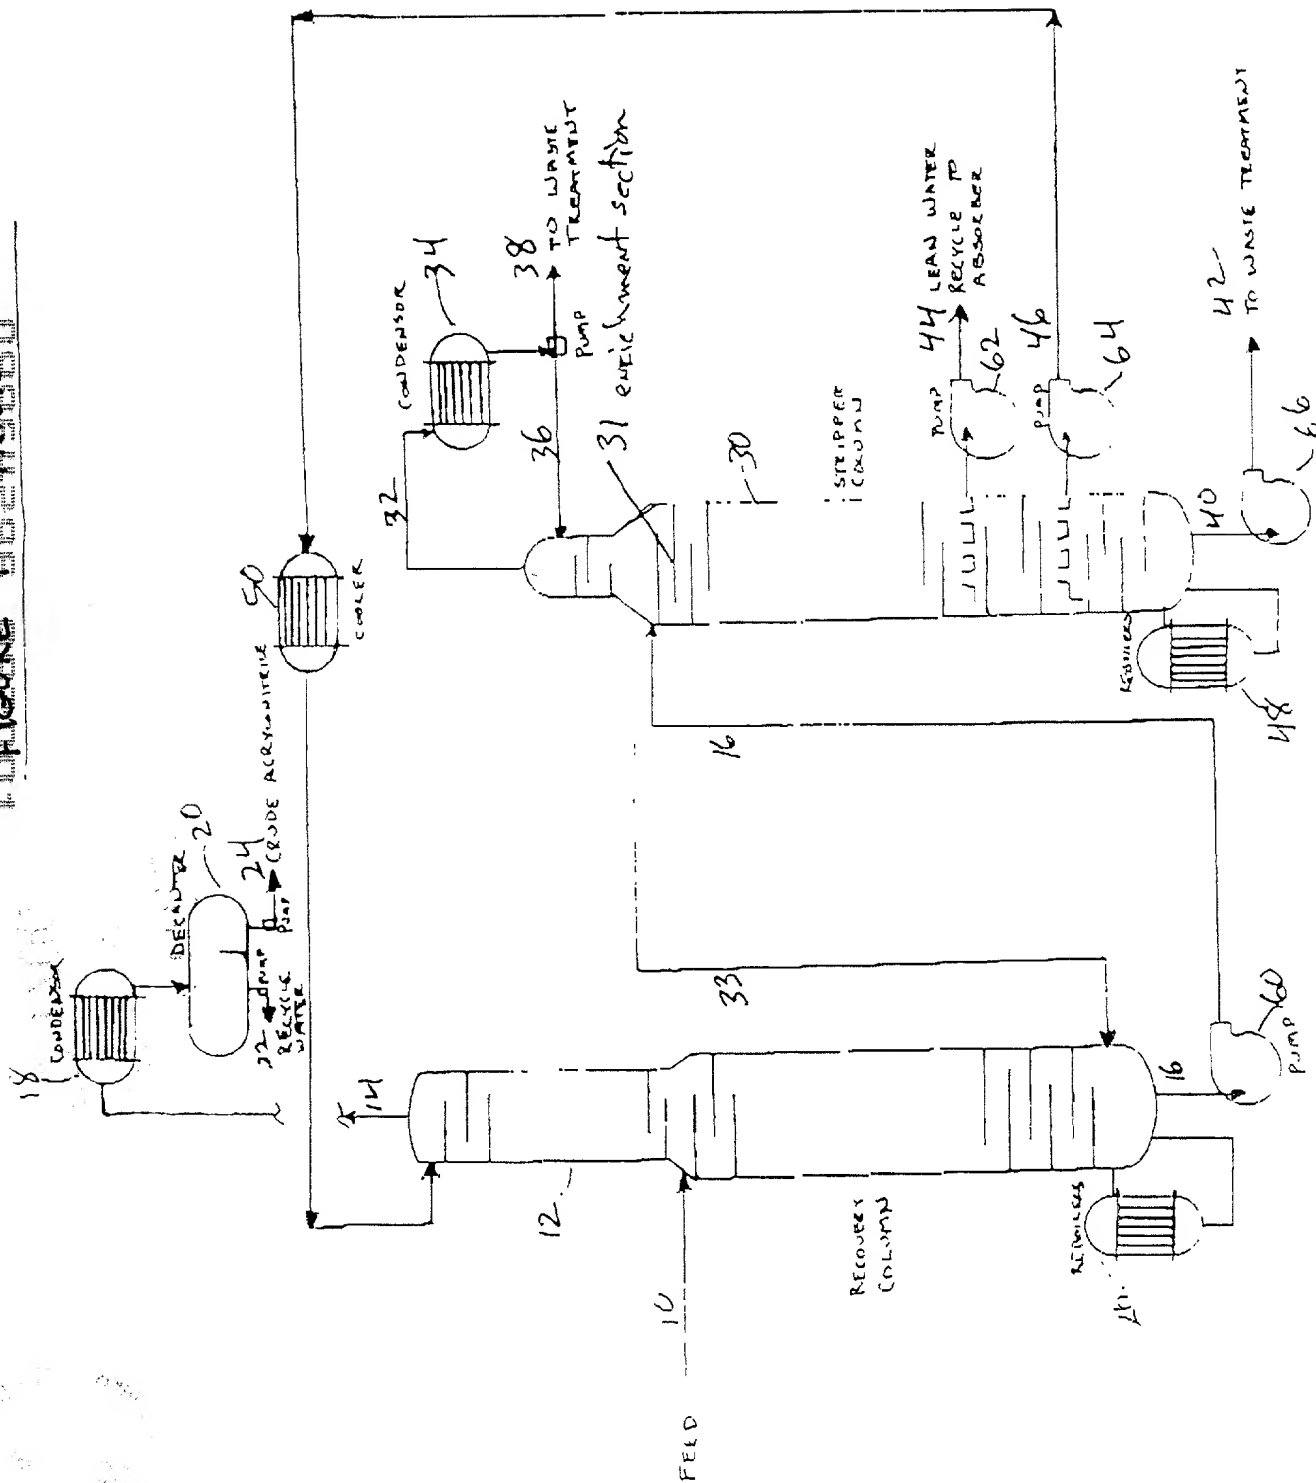 FIGURE
18
CONDENSOR
DECANTER
20
PUMP
22
RECYCLE
WATER
PUMP
24
CRUDE ACRYLONITRILE
50
COOLER
32
CONDENSOR
34
36
PUMP
38
TO WASTE
TREATMENT
31 enrichment section
30
STRIPPER
COLUMN
PUMP
62
44
LEAN WATER
RECYCLE TO
ABSORBER
PUMP
64
46
42
TO WASTE TREATMENT
40
66
REBOILERS
48
16
33
14
12
10
FEED
RECOVERY
COLUMN
REBOILERS
16
60
PUMP